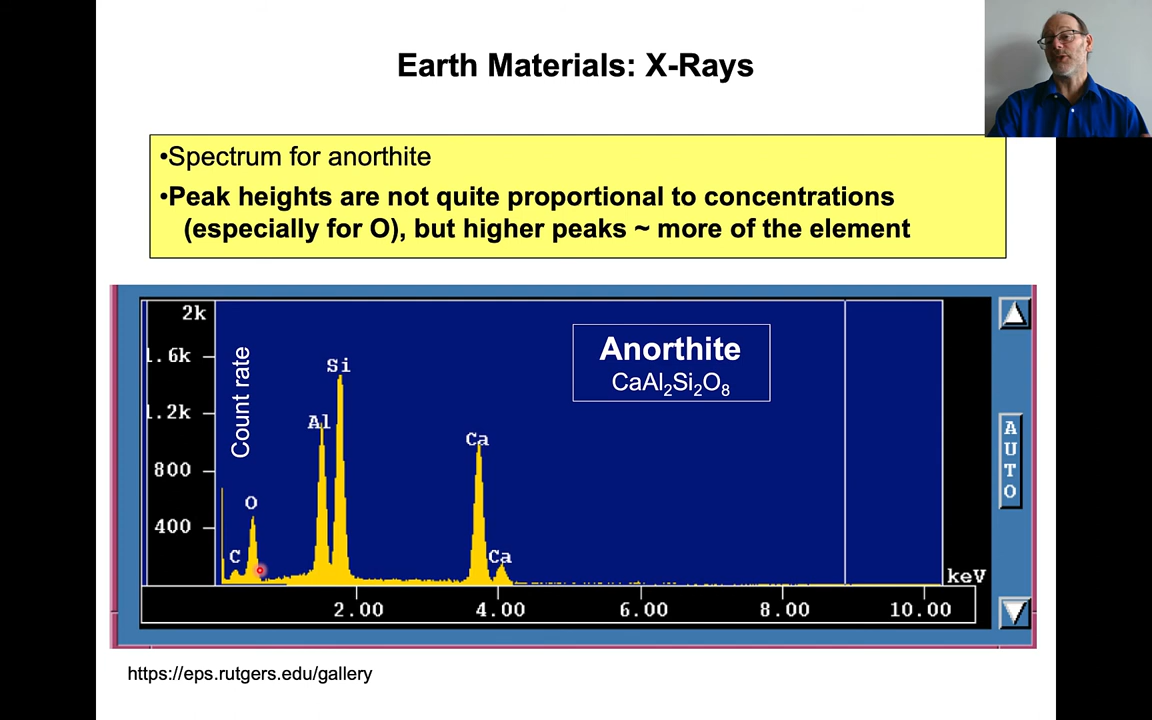 Earth Materials: X-Rays
•Spectrum for anorthite
•Peak heights are not quite proportional to concentrations
(especially for O), but higher peaks ~ more of the element
2k
1.6k
1.2k
800
400
Count rate
C
O
Al
Si
Ca
Ca
Anorthite
CaAl₂Si₂O₈
AUTO
keV
2.00 4.00 6.00 8.00 10.00
https://eps.rutgers.edu/gallery